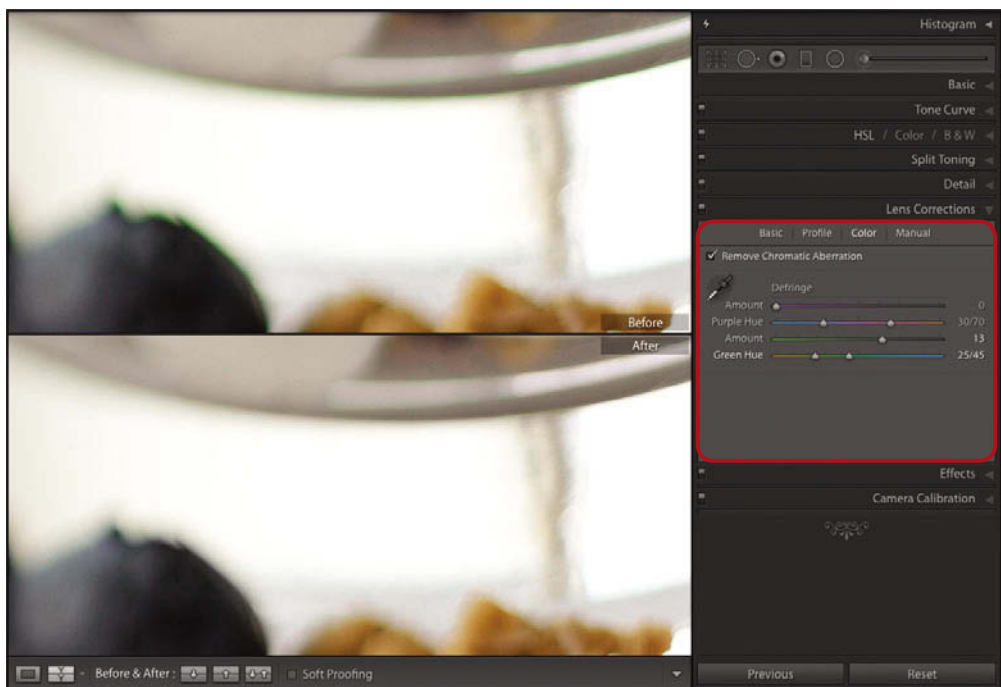 Histogram
Basic
Tone Curve
HSL / Color / B & W
Split Toning
Detail
Lens Corrections
Basic Profile Color Manual
Remove Chromatic Aberration
Defringe
Amount 0
Purple Hue 30/70
Amount 13
Green Hue 25/45
Effects
Camera Calibration
Before
After
Before & After :
Soft Proofing
Previous
Reset